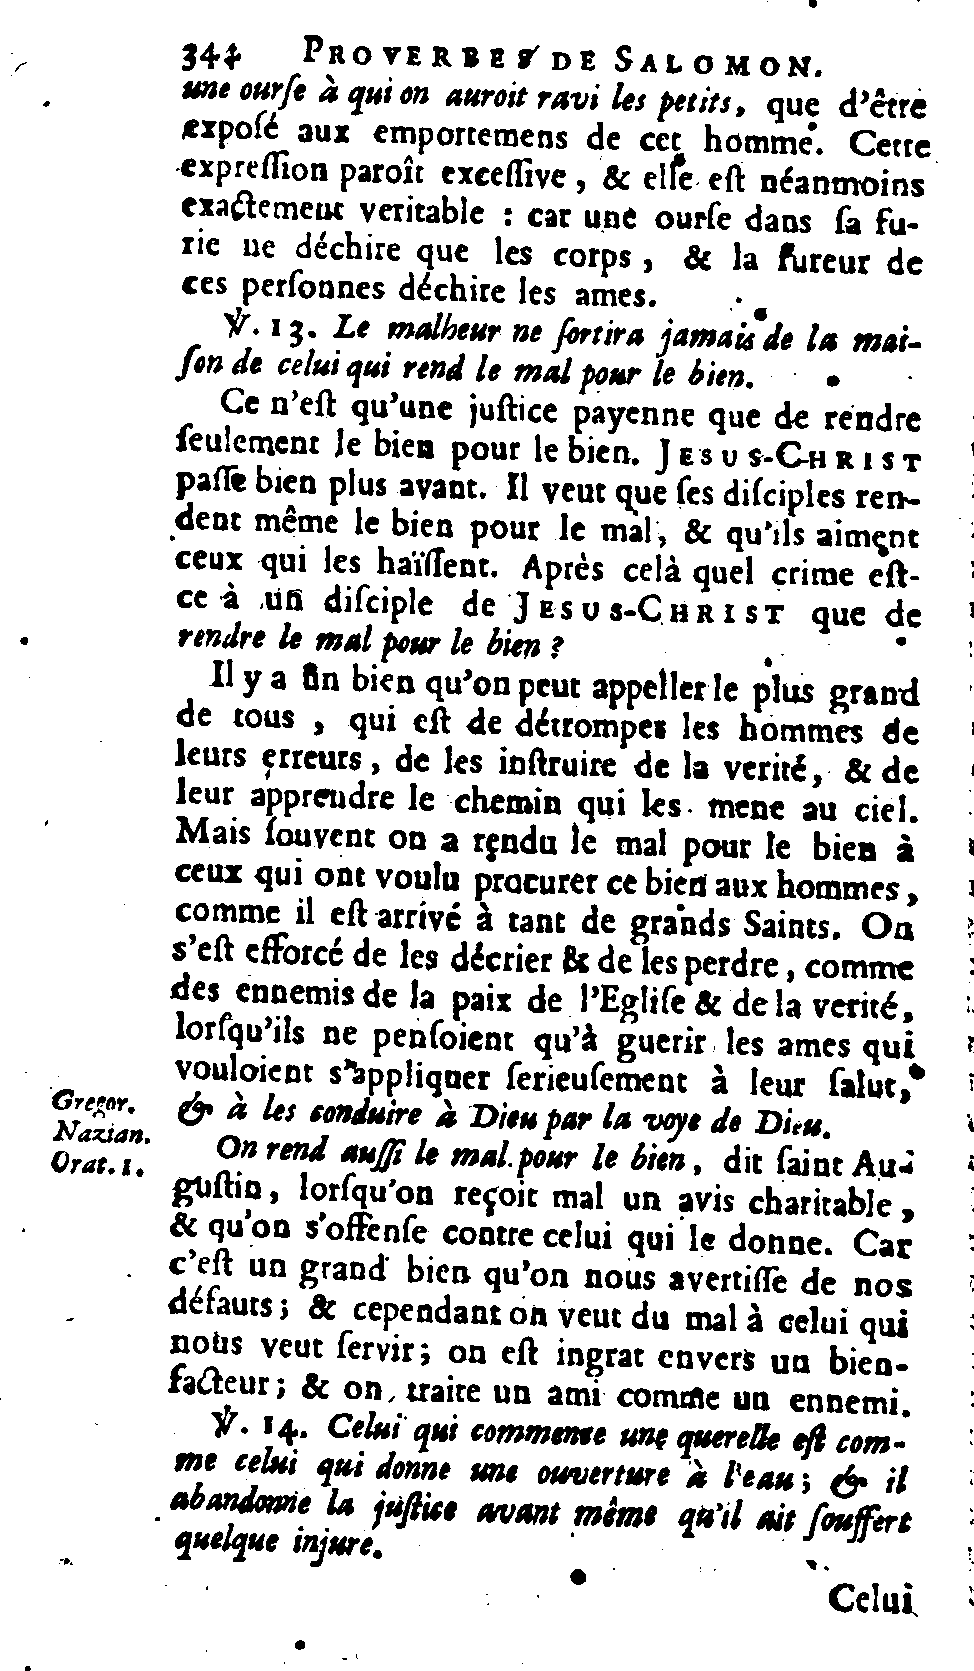 344 PROVERBES DE SALOMON.
une ourſe à qui on auroit ravi les petits, que d'être
expoſé aux emportemens de cet homme. Cette
expreſſion paroît exceſſive, & elle eſt néanmoins
exactement veritable : car une ourſe dans ſa fu-
rie ne déchire que les corps, & la fureur de
ces perſonnes déchire les ames.
℣. 13. Le malheur ne ſortira jamais de la mai-
ſon de celui qui rend le mal pour le bien.
Ce n'eſt qu'une juſtice payenne que de rendre
ſeulement le bien pour le bien. JESUS-CHRIST
paſſe bien plus avant. Il veut que ſes diſciples ren-
dent même le bien pour le mal, & qu'ils aiment
ceux qui les haïſſent. Après celà quel crime eſt-
ce à un diſciple de JESUS-CHRIST que de
rendre le mal pour le bien ?
Il y a un bien qu'on peut appeller le plus grand
de tous, qui eſt de détromper les hommes de
leurs erreurs, de les inſtruire de la verité, & de
leur apprendre le chemin qui les mene au ciel.
Mais ſouvent on a rendu le mal pour le bien à
ceux qui ont voulu procurer ce bien aux hommes,
comme il eſt arrivé à tant de grands Saints. On
s'eſt efforcé de les décrier & de les perdre, comme
des ennemis de la paix de l'Egliſe & de la verité,
lorſqu'ils ne penſoient qu'à guerir les ames qui
vouloient s'appliquer ſerieuſement à leur ſalut,
& à les conduire à Dieu par la voye de Dieu.
Gregor.
Nazian.
Orat. 1.
On rend auſſi le mal pour le bien, dit ſaint Au-
guſtin, lorſqu'on reçoit mal un avis charitable,
& qu'on s'offenſe contre celui qui le donne. Car
c'eſt un grand bien qu'on nous avertiſſe de nos
défauts ; & cependant on veut du mal à celui qui
nous veut ſervir ; on eſt ingrat envers un bien-
facteur ; & on traite un ami comme un ennemi.
℣. 14. Celui qui commence une querelle eſt com-
me celui qui donne une ouverture à l'eau ; & il
abandonne la juſtice avant même qu'il ait ſouffert
quelque injure.
Celui